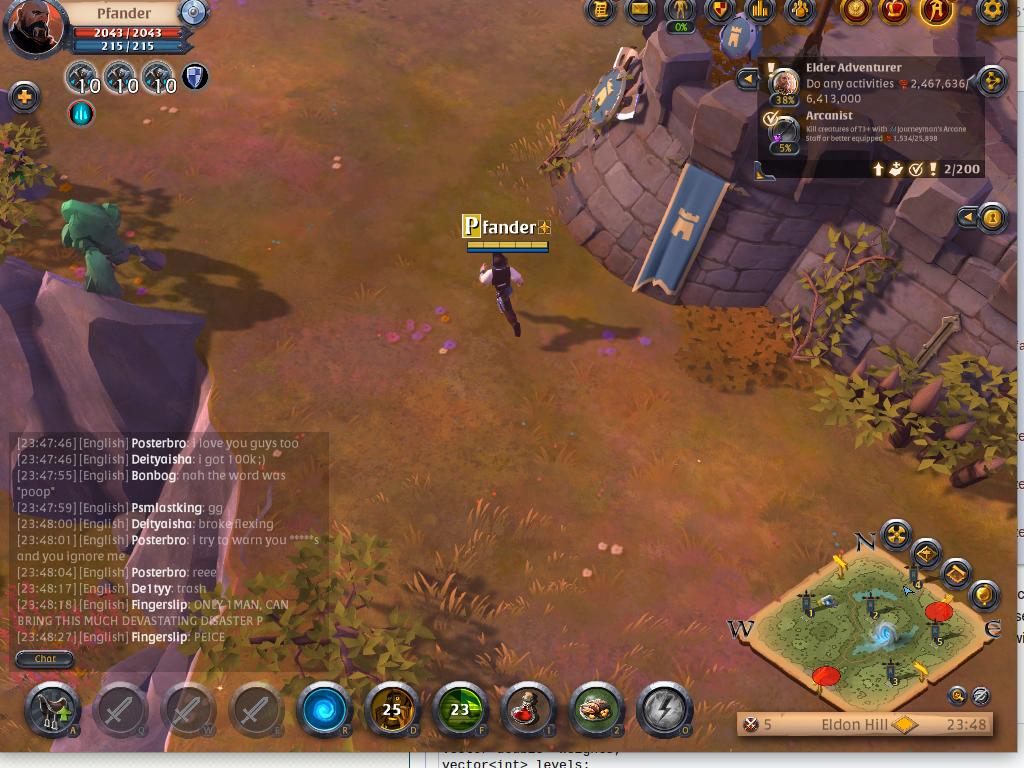 Pfander
2043 / 2043
215 / 215
10 10 10
0%
Elder Adventurer
Do any activities 2,467,636/
6,413,000
38%
Arcanist
Kill creatures of T3+ with Journeyman's Arcane
Staff or better equipped 1,534/25,898
5%
2/200
Pfander
[23:47:46] [English] Posterbro: i love you guys too
[23:47:46] [English] Deityaisha: i got 100k;)
[23:47:55] [English] Bonbog: nah the word was
"poop"
[23:47:59] [English] Psmlastking: gg
[23:48:00] [English] Deityaisha: broke flexing
[23:48:01] [English] Posterbro: i try to warn you *****s
and you ignore me
[23:48:04] [English] Posterbro: reee
[23:48:17] [English] De1tyy: trash
[23:48:18] [English] Fingerslip: ONLY 1MAN, CAN
BRING THIS MUCH DEVASTATING DISASTER P
[23:48:27] [English] Fingerslip: PEICE
Chat
N
W
E
1
2
3
4
5
A
Q
W
E
R
25
D
23
F
1
2
O
5 Eldon Hill 23:48
vector<int> levels;